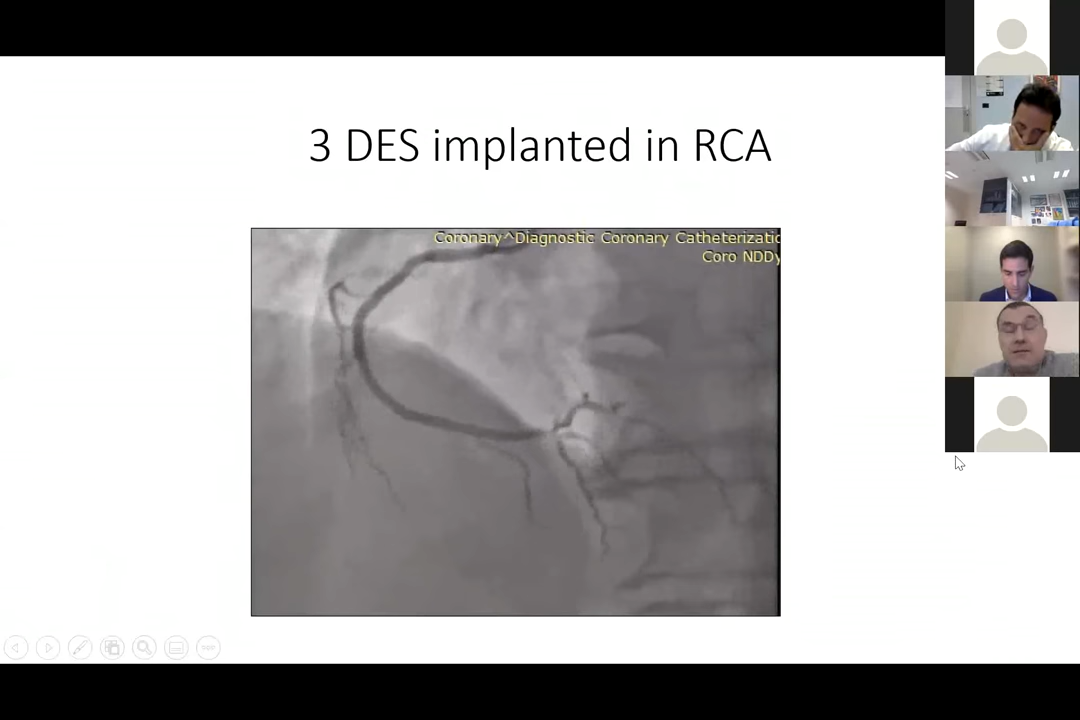 3 DES implanted in RCA
Coronary^Diagnostic Coronary Catheterizatic
Coro NDDy